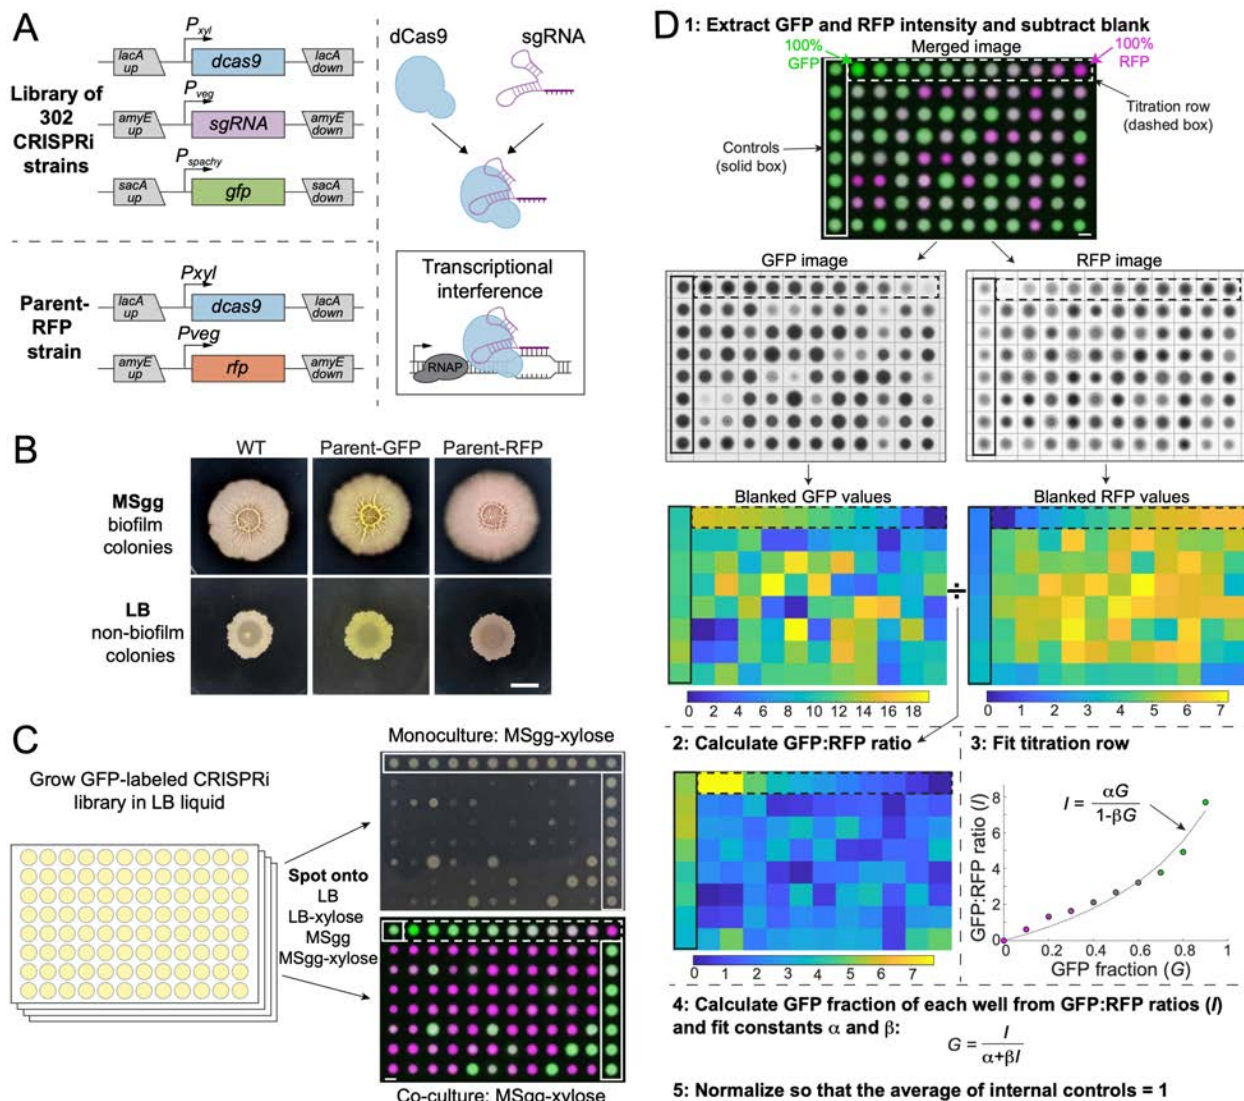 A
P_xyl
lacA up
dcas9
lacA down
Library of 302 CRISPRi strains
P_veg
amyE up
sgRNA
amyE down
P_spachy
sacA up
gfp
sacA down
Parent-RFP strain
Pxyl
lacA up
dcas9
lacA down
Pveg
amyE up
rfp
amyE down
dCas9
sgRNA
Transcriptional interference
RNAP
B
WT
Parent-GFP
Parent-RFP
MSgg
biofilm
colonies
LB
non-biofilm
colonies
C
Grow GFP-labeled CRISPRi
library in LB liquid
Spot onto
LB
LB-xylose
MSgg
MSgg-xylose
Monoculture: MSgg-xylose
Co-culture: MSgg-xylose
D
1: Extract GFP and RFP intensity and subtract blank
Merged image
100% GFP
100% RFP
Titration row
(dashed box)
Controls
(solid box)
GFP image
RFP image
Blanked GFP values
Blanked RFP values
÷
0 2 4 6 8 10 12 14 16 18
0 1 2 3 4 5 6 7
2: Calculate GFP:RFP ratio
0 1 2 3 4 5 6 7
3: Fit titration row
GFP:RFP ratio (I)
8
6
4
2
0
I = αG / 1-βG
0.2 0.4 0.6 0.8 1
GFP fraction (G)
4: Calculate GFP fraction of each well from GFP:RFP ratios (I)
and fit constants α and β:
G = I / α+βI
5: Normalize so that the average of internal controls = 1